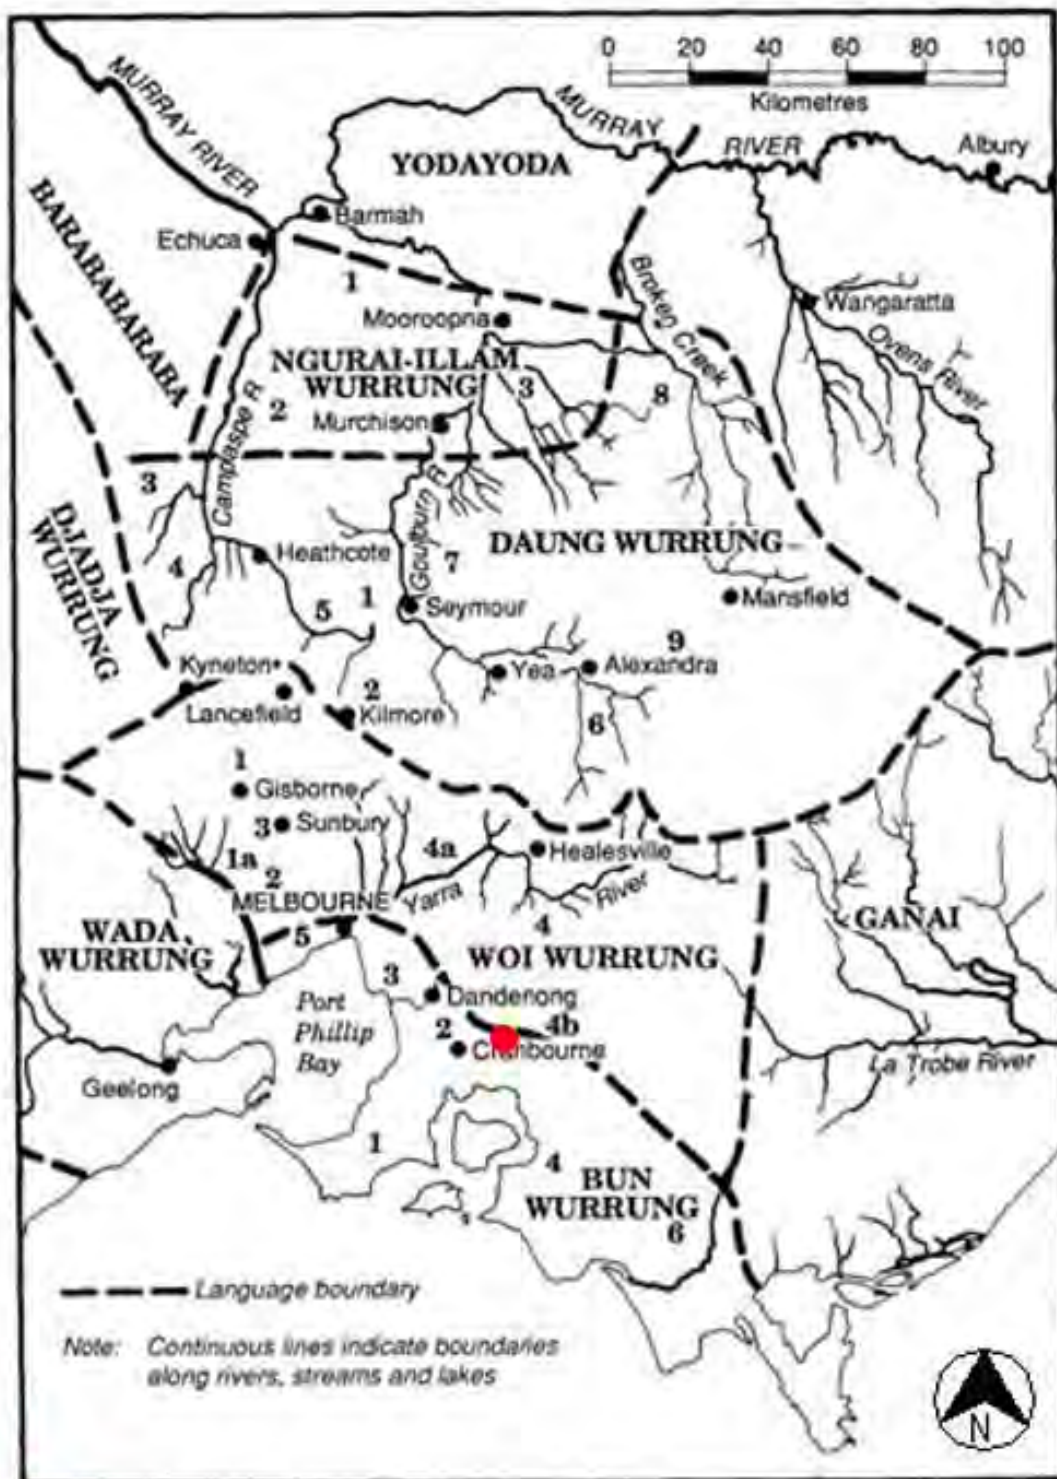 0 20 40 60 80 100
Kilometres
MURRAY RIVER
MURRAY
RIVER
Albury
YODAYODA
BARABABARABA
Barmah
Echuca
1
Broken Creek
Wangaratta
Mooroopna
Ovens River
NGURAI-ILLAM
WURRUNG
3
8
2
Murchison
Campaspe R
3
Goulburn R
DJADJA
WURRUNG
DAUNG WURRUNG
4
Heathcote
7
5
1
Seymour
Mansfield
Kyneton
Yea
9
Alexandra
Lancefield
2
Kilmore
6
1
Gisborne
3
Sunbury
4a
Healesville
1a
2
MELBOURNE
Yarra
River
WADA
WURRUNG
5
4
WOI WURRUNG
GANAI
3
Dandenong
Port
Phillip
Bay
2
4b
Geelong
La Trobe River
1
4
BUN
WURRUNG
6
Language boundary
Note: Continuous lines indicate boundaries
along rivers, streams and lakes
N